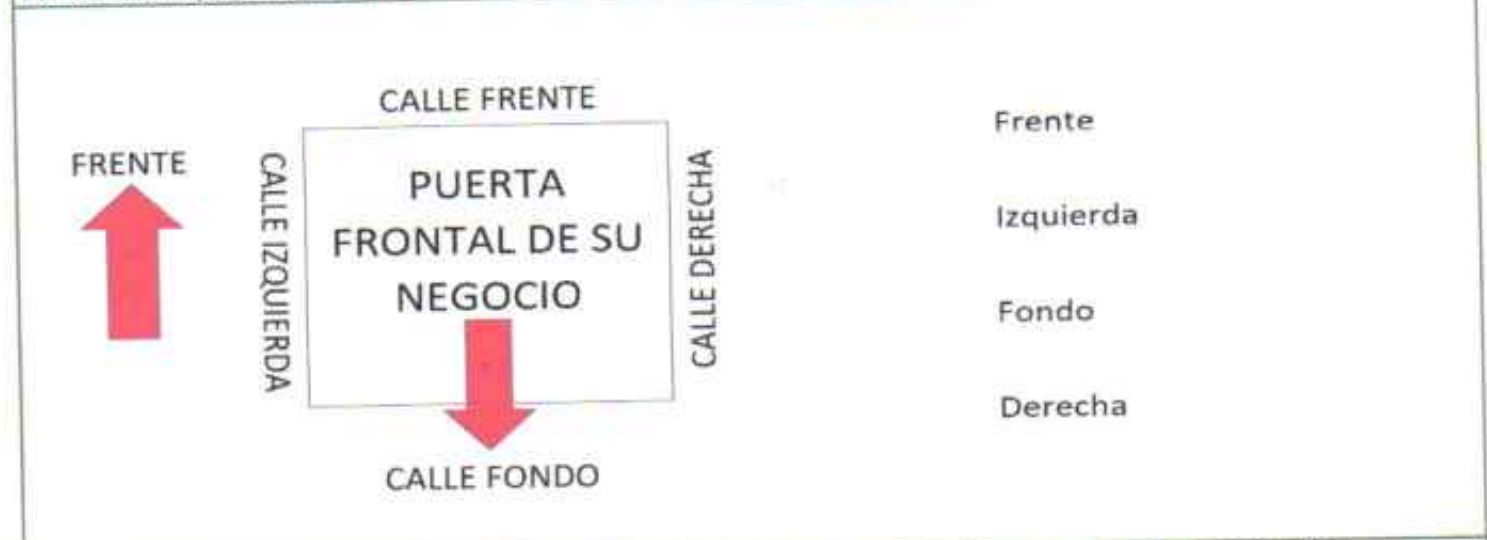 CALLE FRENTE
FRENTE
CALLE IZQUIERDA
PUERTA
FRONTAL DE SU
NEGOCIO
CALLE DERECHA
CALLE FONDO
Frente
Izquierda
Fondo
Derecha